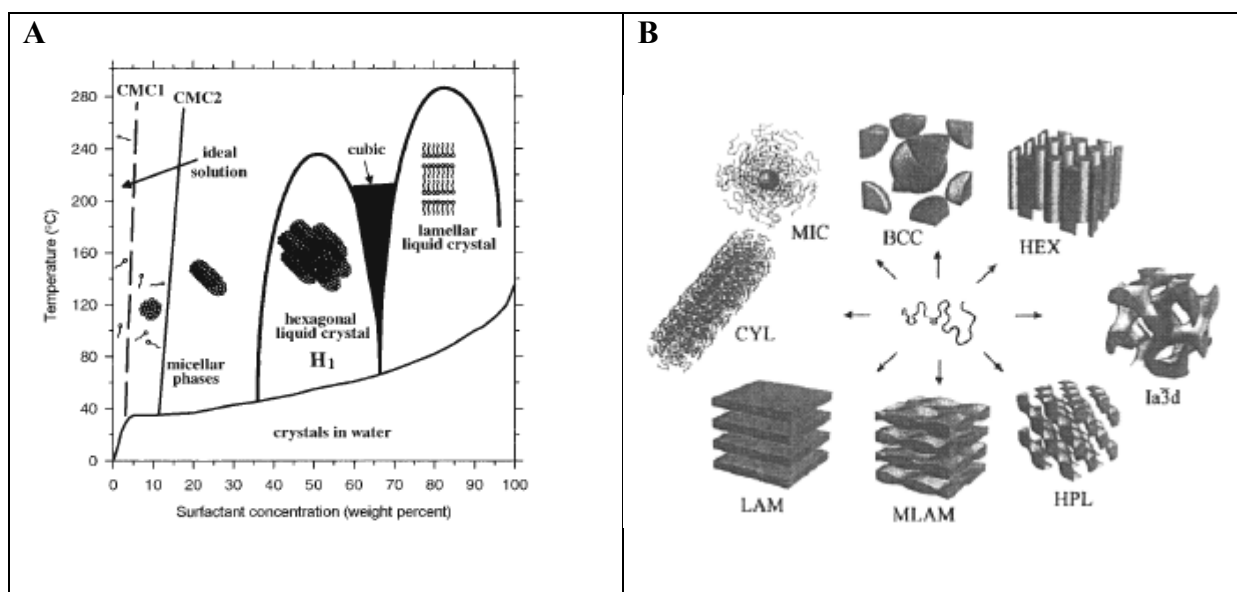 A
CMC1
CMC2
ideal
solution
cubic
lamellar
liquid crystal
hexagonal
liquid crystal
H₁
micellar
phases
crystals in water
280
240
200
160
120
80
40
0
Temperature (°C)
0 10 20 30 40 50 60 70 80 90 100
Surfactant concentration (weight percent)
B
MIC
BCC
HEX
CYL
Ia3̄d
LAM
MLAM
HPL